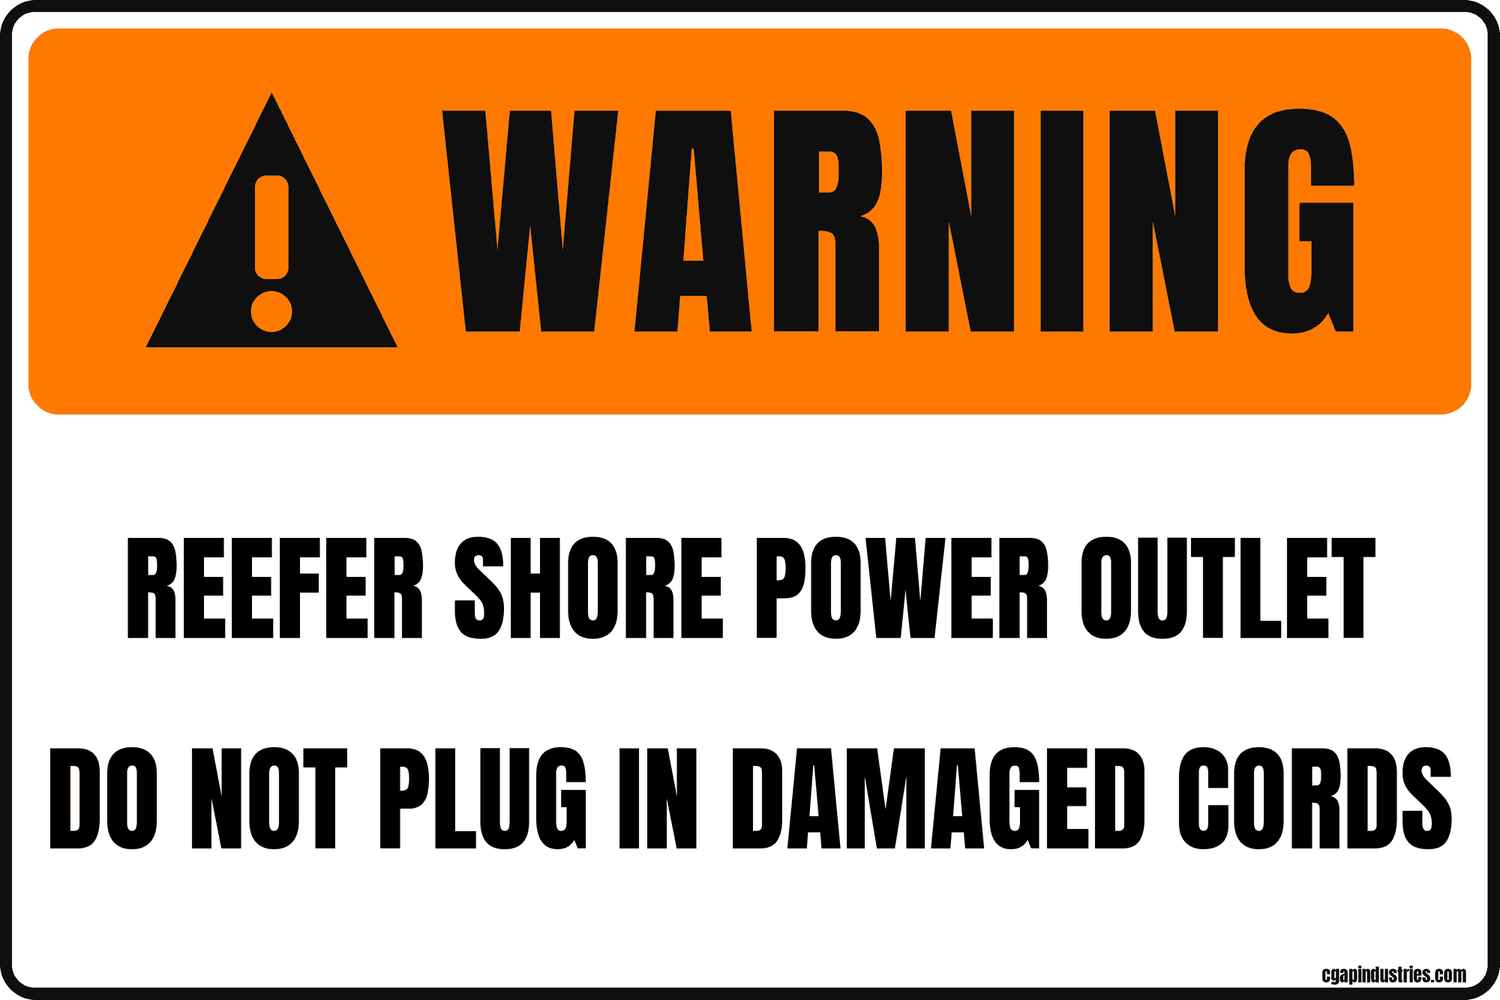 WARNING
REEFER SHORE POWER OUTLET
DO NOT PLUG IN DAMAGED CORDS
cgapindustries.com